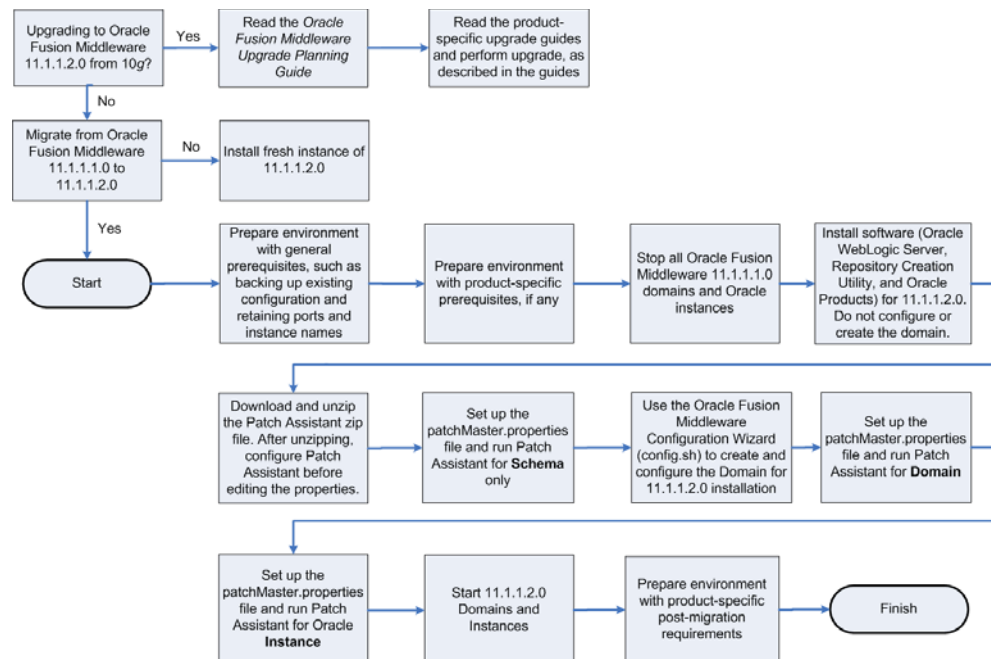 Upgrading to Oracle
Fusion Middleware
11.1.1.2.0 from 10g?
Yes
Read the Oracle
Fusion Middleware
Upgrade Planning
Guide
Read the product-
specific upgrade guides
and perform upgrade, as
described in the guides
No
Migrate from Oracle
Fusion Middleware
11.1.1.1.0 to
11.1.1.2.0
No
Install fresh instance of
11.1.1.2.0
Yes
Start
Prepare environment
with general
prerequisites, such as
backing up existing
configuration and
retaining ports and
instance names
Prepare environment
with product-specific
prerequisites, if any
Stop all Oracle Fusion
Middleware 11.1.1.1.0
domains and Oracle
instances
Install software (Oracle
WebLogic Server,
Repository Creation
Utility, and Oracle
Products) for 11.1.1.2.0.
Do not configure or
create the domain.
Download and unzip
the Patch Assistant zip
file. After unzipping,
configure Patch
Assistant before
editing the properties.
Set up the
patchMaster.properties
file and run Patch
Assistant for Schema
only
Use the Oracle Fusion
Middleware
Configuration Wizard
(config.sh) to create and
configure the Domain for
11.1.1.2.0 installation
Set up the
patchMaster.properties
file and run Patch
Assistant for Domain
Set up the
patchMaster.properties
file and run Patch
Assistant for Oracle
Instance
Start 11.1.1.2.0
Domains and
Instances
Prepare environment
with product-specific
post-migration
requirements
Finish